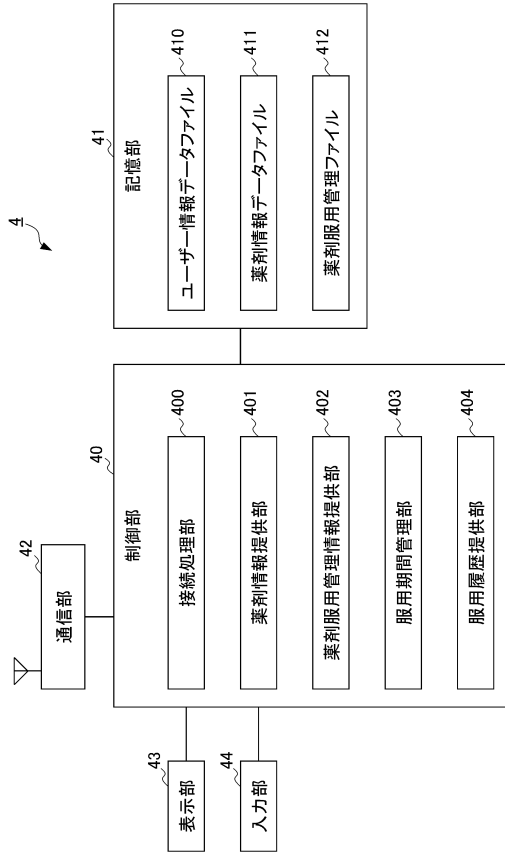 4
42
通信部
40
制御部
400
接続処理部
401
薬剤情報提供部
402
薬剤服用管理情報提供部
403
服用期間管理部
404
服用履歴提供部
43
表示部
44
入力部
41
記憶部
410
ユーザー情報データファイル
411
薬剤情報データファイル
412
薬剤服用管理ファイル